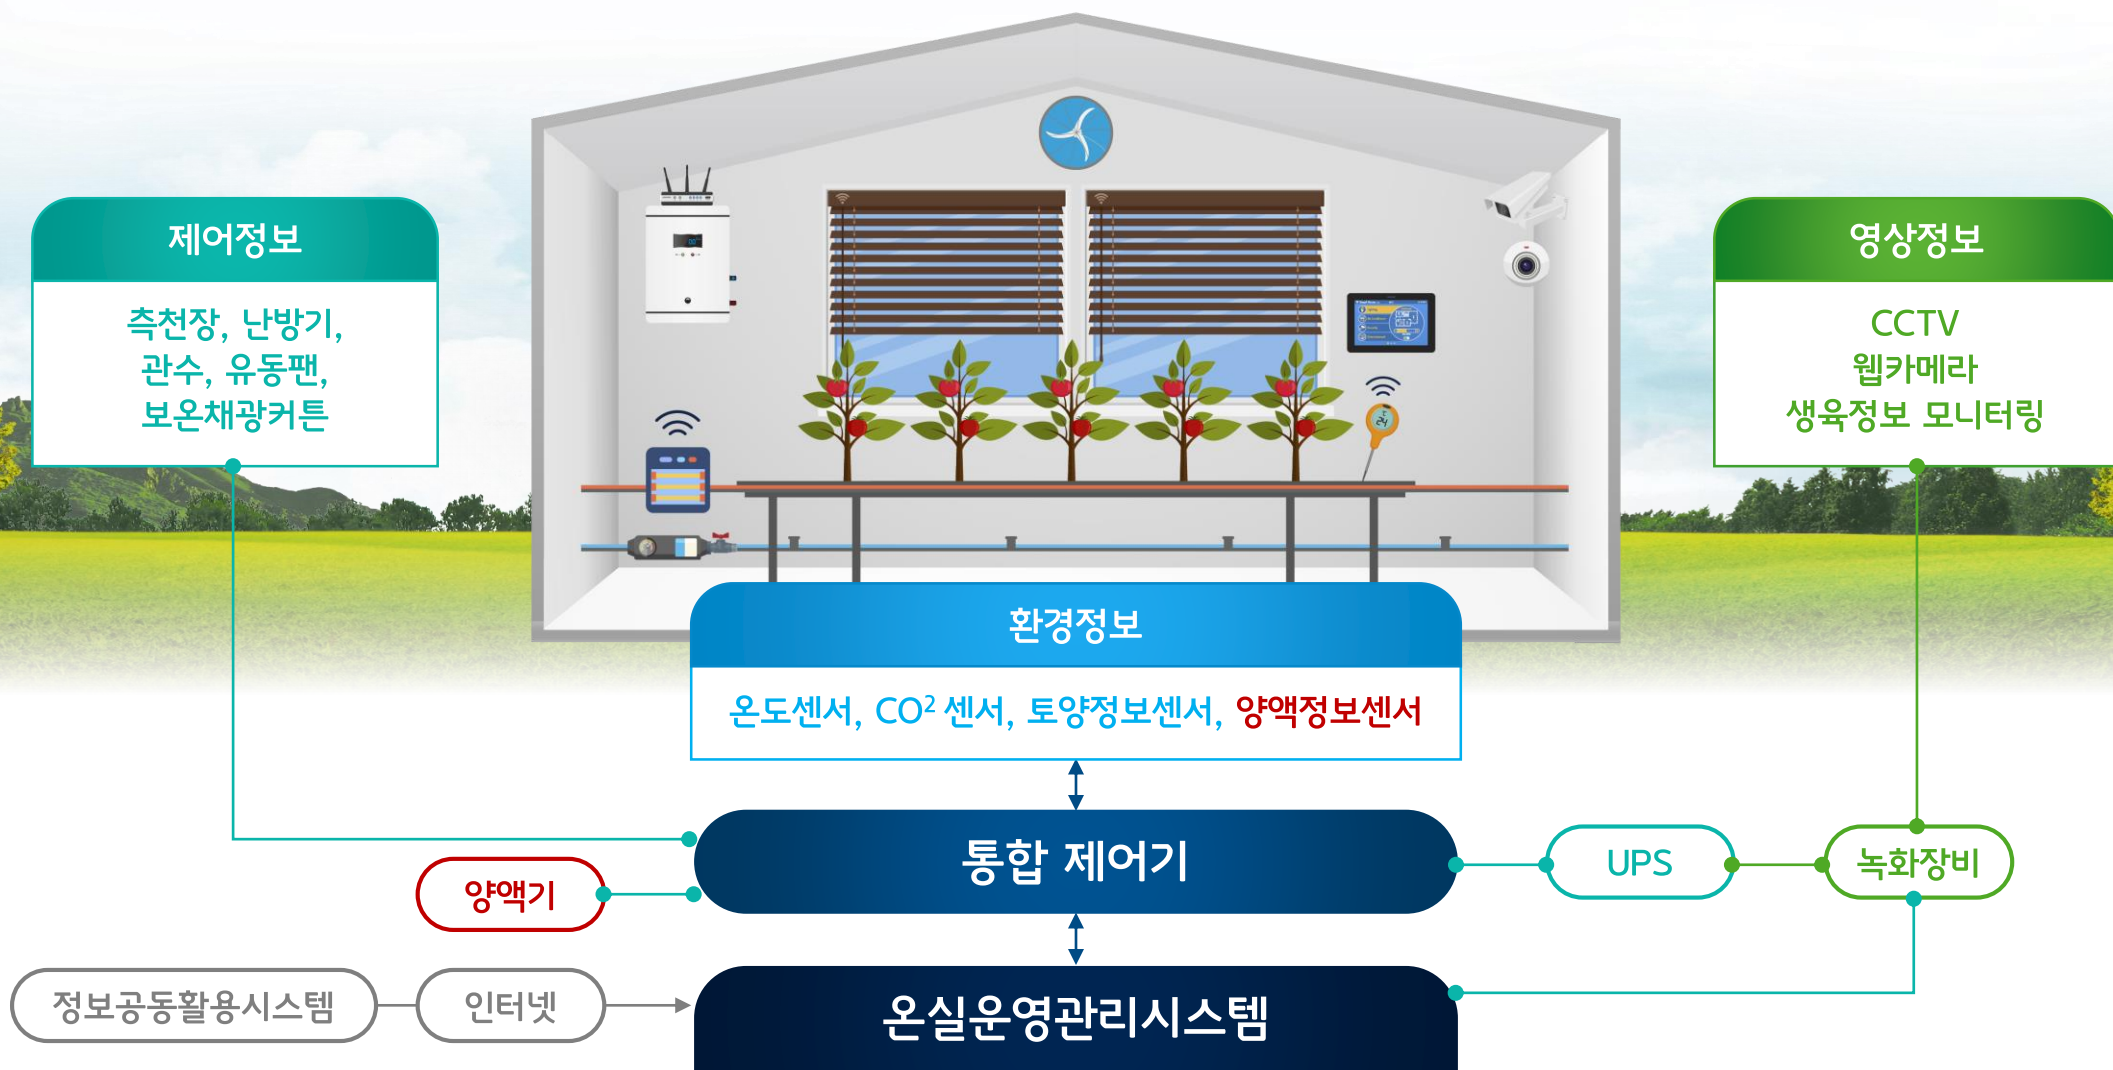 제어정보
측천장, 난방기,
관수, 유동팬,
보온채광커튼
영상정보
CCTV
웹카메라
생육정보 모니터링
환경정보
온도센서, CO² 센서, 토양정보센서, 양액정보센서
통합 제어기
UPS
녹화장비
양액기
정보공동활용시스템
인터넷
온실운영관리시스템